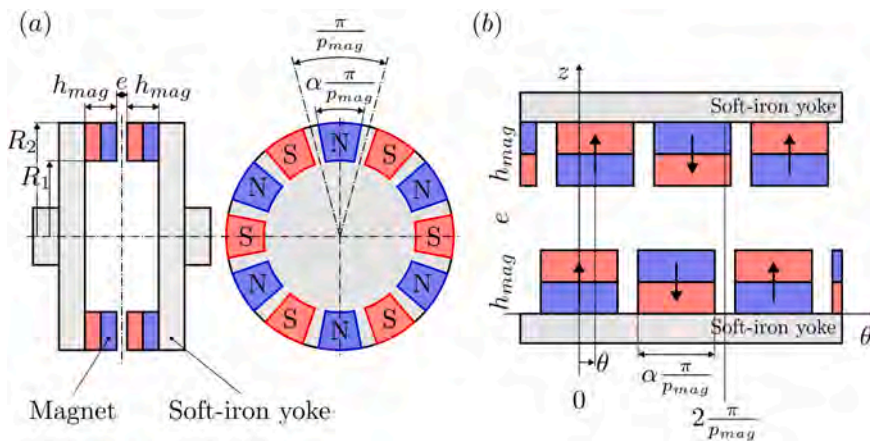 (a)
π/p_mag
h_mag e h_mag
α π/p_mag
R_2
R_1
N
S
S
N
N
S
S
N
N
S
S
N
Magnet
Soft-iron yoke
(b)
z
Soft-iron yoke
h_mag
e
h_mag
Soft-iron yoke
θ
θ
α π/p_mag
0
2 π/p_mag